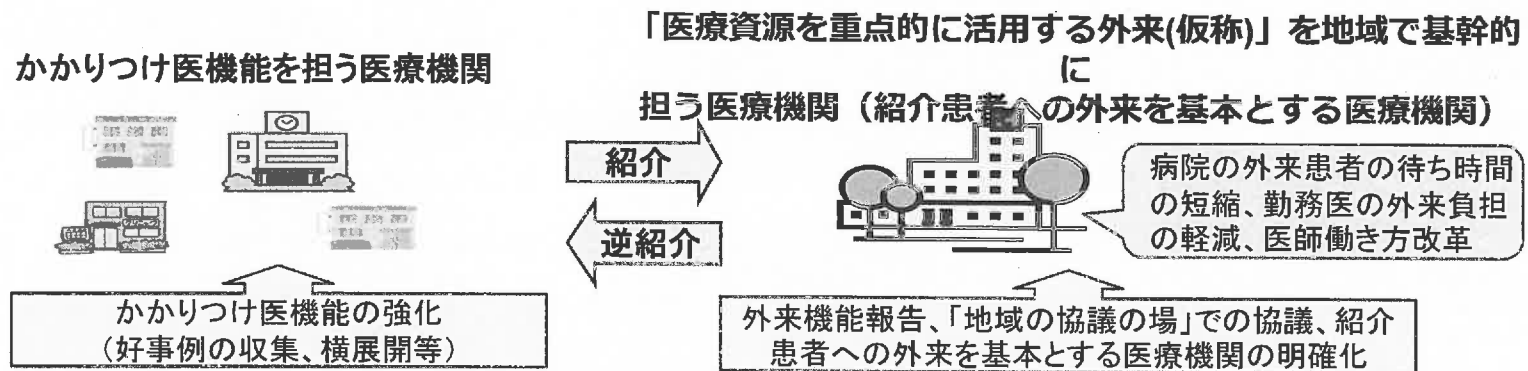 かかりつけ医機能を担う医療機関
「医療資源を重点的に活用する外来(仮称)」を地域で基幹的
に
担う医療機関（紹介患者への外来を基本とする医療機関）
紹介
逆紹介
病院の外来患者の待ち時間
の短縮、勤務医の外来負担
の軽減、医師働き方改革
かかりつけ医機能の強化
（好事例の収集、横展開等）
外来機能報告、「地域の協議の場」での協議、紹介
患者への外来を基本とする医療機関の明確化